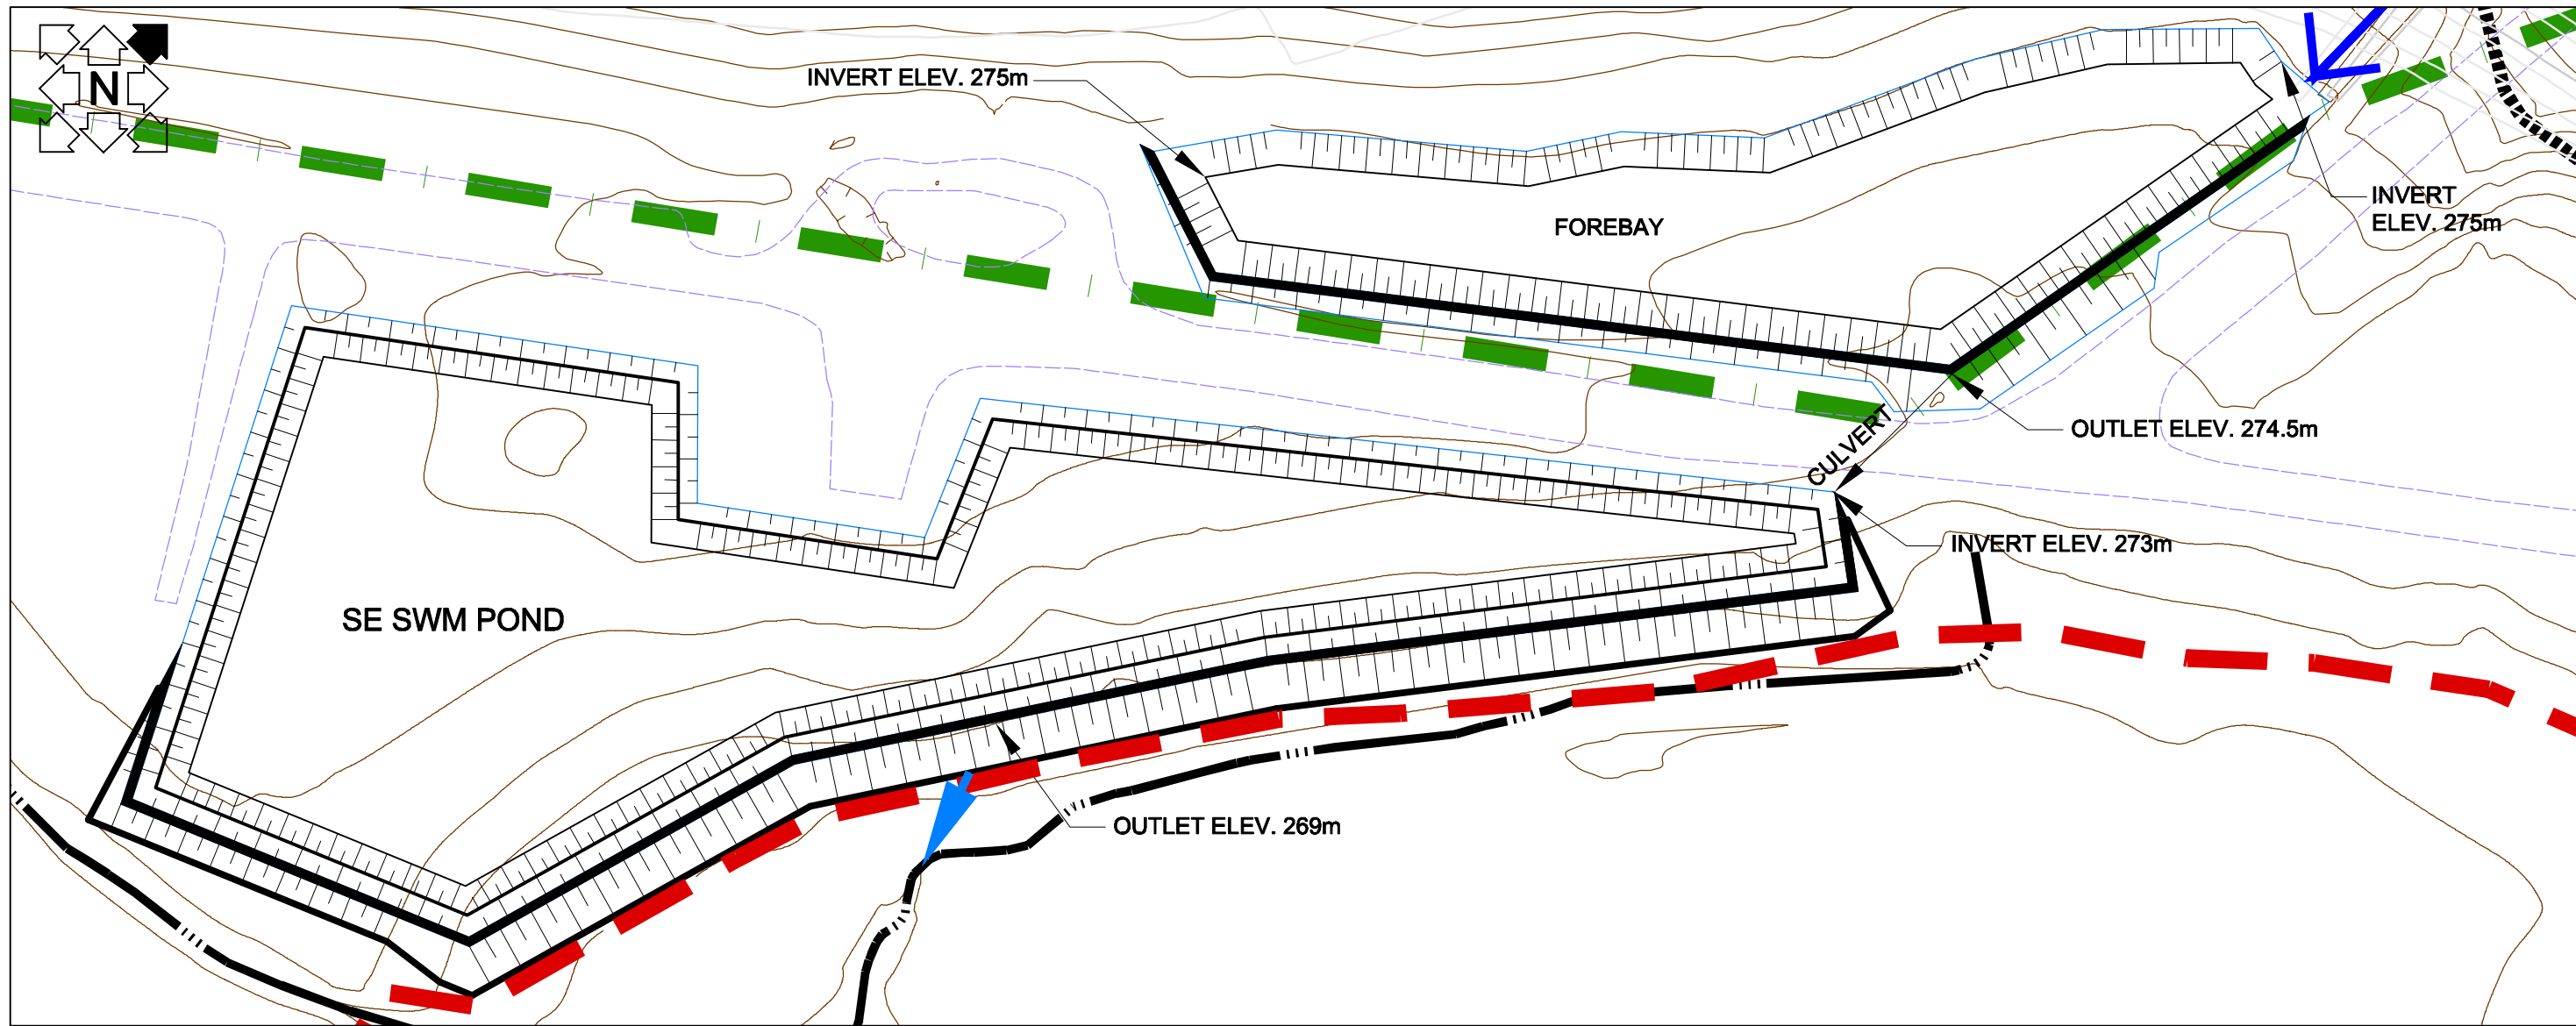 N
INVERT ELEV. 275m
INVERT
ELEV. 275m
FOREBAY
OUTLET ELEV. 274.5m
CULVERT
INVERT ELEV. 273m
SE SWM POND
OUTLET ELEV. 269m